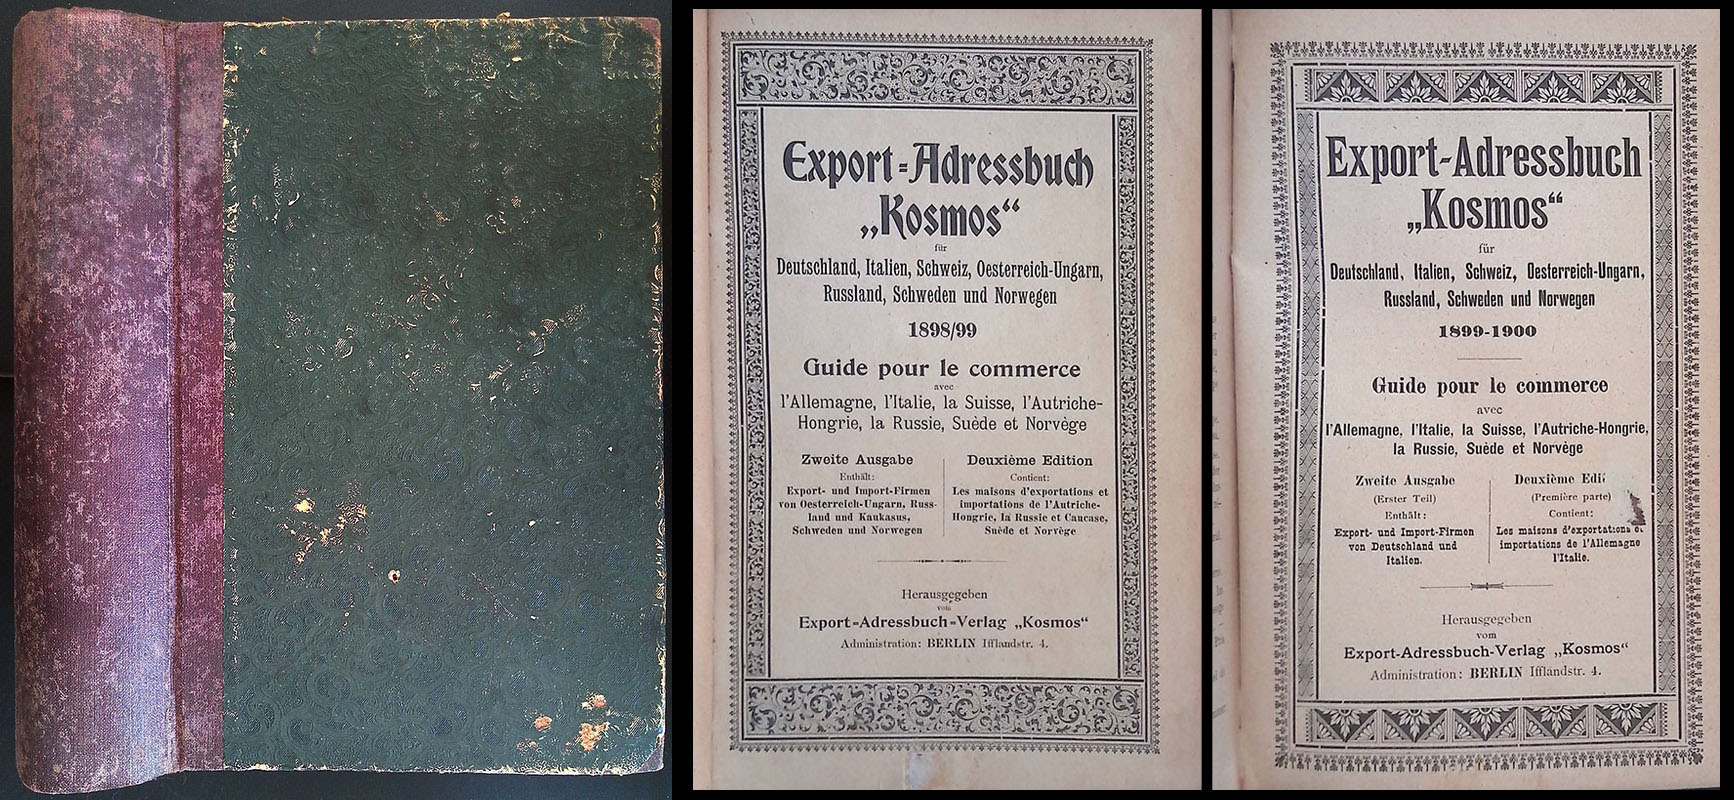 Export-Adressbuch
„Kosmos“
für
Deutschland, Italien, Schweiz, Oesterreich-Ungarn,
Russland, Schweden und Norwegen
1898/99
Guide pour le commerce
avec
l'Allemagne, l'Italie, la Suisse, l'Autriche-
Hongrie, la Russie, Suède et Norvège
Zweite Ausgabe
Enthält:
Export- und Import-Firmen
von Oesterreich-Ungarn, Russ-
land und Kaukasus,
Schweden und Norwegen
Deuxième Edition
Contient:
Les maisons d'exportations et
importations de l'Autriche-
Hongrie, la Russie et Caucase,
Suède et Norvège
Herausgegeben
vom
Export-Adressbuch-Verlag „Kosmos“
Administration: BERLIN Ifflandstr. 4.
Export-Adressbuch
„Kosmos“
für
Deutschland, Italien, Schweiz, Oesterreich-Ungarn,
Russland, Schweden und Norwegen
1899-1900
Guide pour le commerce
avec
l'Allemagne, l'Italie, la Suisse, l'Autriche-Hongrie,
la Russie, Suède et Norvège
Zweite Ausgabe
(Erster Teil)
Enthält:
Export- und Import-Firmen
von Deutschland und
Italien.
Deuxième Edi
(Première parte)
Contient:
Les maisons d'exportations et
importations de l'Allemagne
l'Italie.
Herausgegeben
vom
Export-Adressbuch-Verlag „Kosmos“
Administration: BERLIN Ifflandstr. 4.